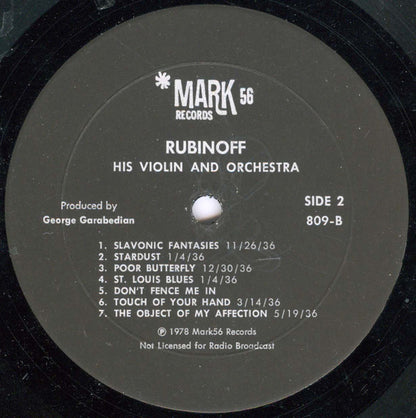 *MARK 56
RECORDS
RUBINOFF
HIS VIOLIN AND ORCHESTRA
Produced by
George Garabedian
SIDE 2
809-B
1. SLAVONIC FANTASIES 11/26/36
2. STARDUST 1/4/36
3. POOR BUTTERFLY 12/30/36
4. ST. LOUIS BLUES 1/4/36
5. DON'T FENCE ME IN
6. TOUCH OF YOUR HAND 3/14/36
7. THE OBJECT OF MY AFFECTION 5/19/36
℗ 1978 Mark56 Records
Not Licensed for Radio Broadcast